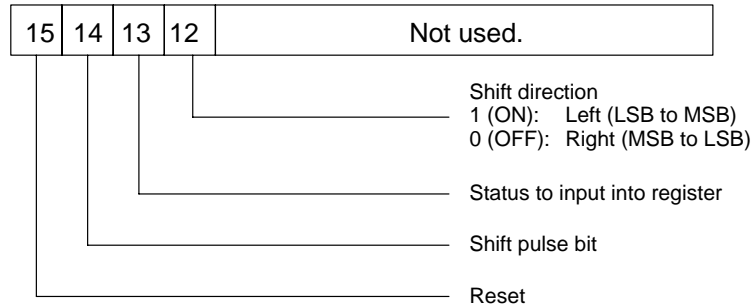 15 14 13 12 Not used.
Shift direction
1 (ON): Left (LSB to MSB)
0 (OFF): Right (MSB to LSB)
Status to input into register
Shift pulse bit
Reset